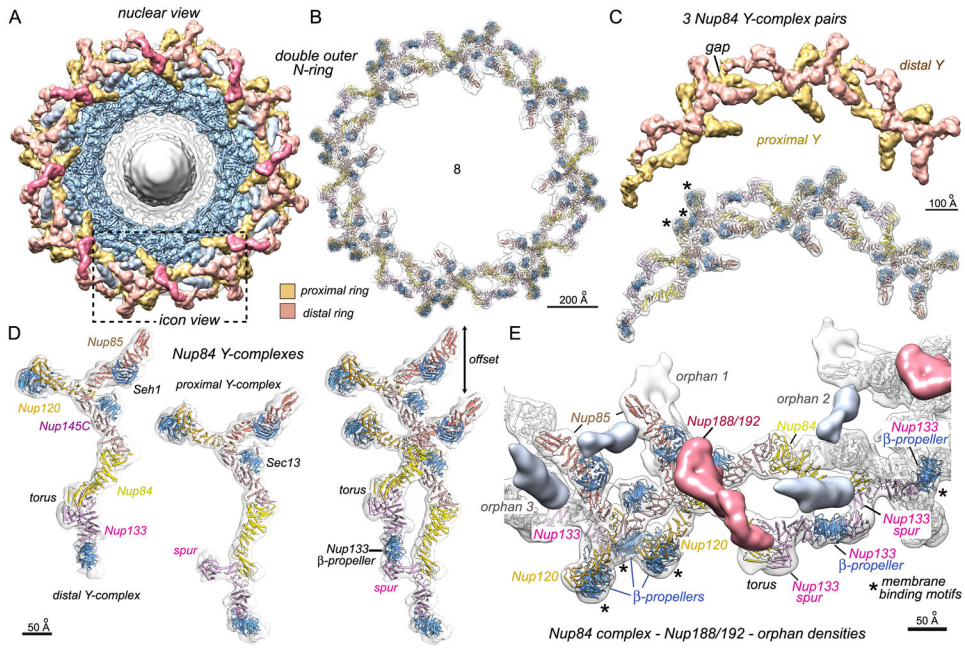 A
nuclear view
icon view
proximal ring
distal ring
B
double outer
N-ring
8
200 Å
C
3 Nup84 Y-complex pairs
gap
distal Y
proximal Y
*
*
100 Å
D
Nup84 Y-complexes
Nup85
Seh1
Nup120
Nup145C
Nup84
torus
Nup133
distal Y-complex
50 Å
proximal Y-complex
Sec13
spur
offset
torus
Nup133
β-propeller
spur
E
orphan 1
Nup85
Nup188/192
orphan 2
Nup84
Nup133
β-propeller
*
orphan 3
Nup133
Nup120
Nup120
*
*
*
β-propellers
torus
Nup133
spur
Nup133
β-propeller
Nup133
spur
* membrane
binding motifs
Nup84 complex - Nup188/192 - orphan densities
50 Å